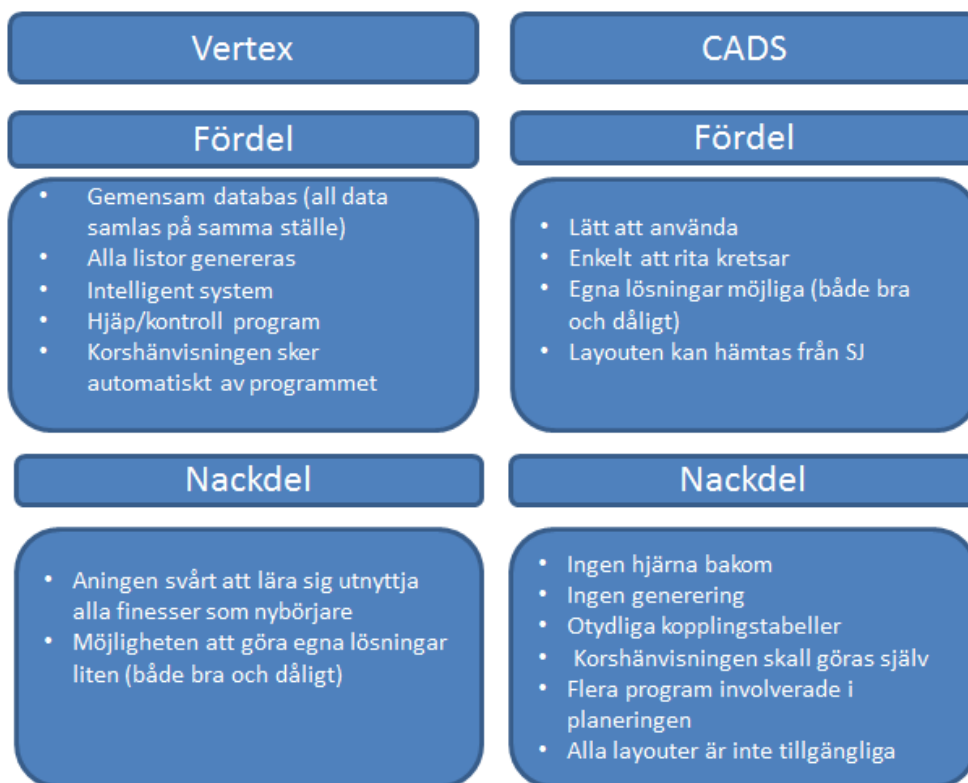 Vertex
Fördel
• Gemensam databas (all data
samlas på samma ställe)
• Alla listor genereras
• Intelligent system
• Hjäp/kontroll program
• Korshänvisningen sker
automatiskt av programmet
Nackdel
• Aningen svårt att lära sig utnyttja
alla finesser som nybörjare
• Möjligheten att göra egna lösningar
liten (både bra och dåligt)
CADS
Fördel
• Lätt att använda
• Enkelt att rita kretsar
• Egna lösningar möjliga (både bra
och dåligt)
• Layouten kan hämtas från SJ
Nackdel
• Ingen hjärna bakom
• Ingen generering
• Otydliga kopplingstabeller
• Korshänvisningen skall göras själv
• Flera program involverade i
planeringen
• Alla layouter är inte tillgängliga